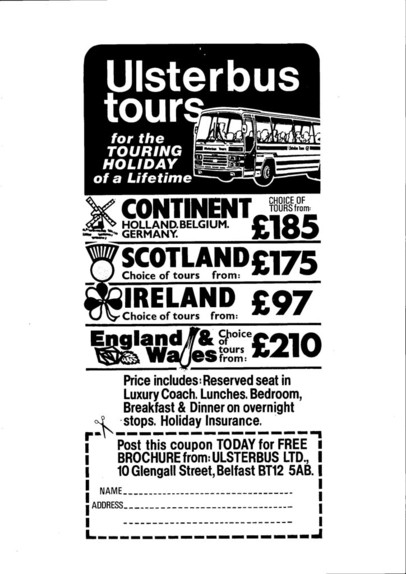 Ulsterbus
tours
for the
TOURING
HOLIDAY
of a Lifetime
CONTINENT
HOLLAND.BELGIUM.
GERMANY.
CHOICE OF
TOURS from:
£185
SCOTLAND
Choice of tours from:
£175
IRELAND
Choice of tours from:
£97
England &
Wales
Choice
of
tours
from:
£210
Price includes: Reserved seat in
Luxury Coach. Lunches. Bedroom,
Breakfast & Dinner on overnight
stops. Holiday Insurance.
Post this coupon TODAY for FREE
BROCHURE from: ULSTERBUS LTD.,
10 Glengall Street, Belfast BT12 5AB.
NAME
ADDRESS